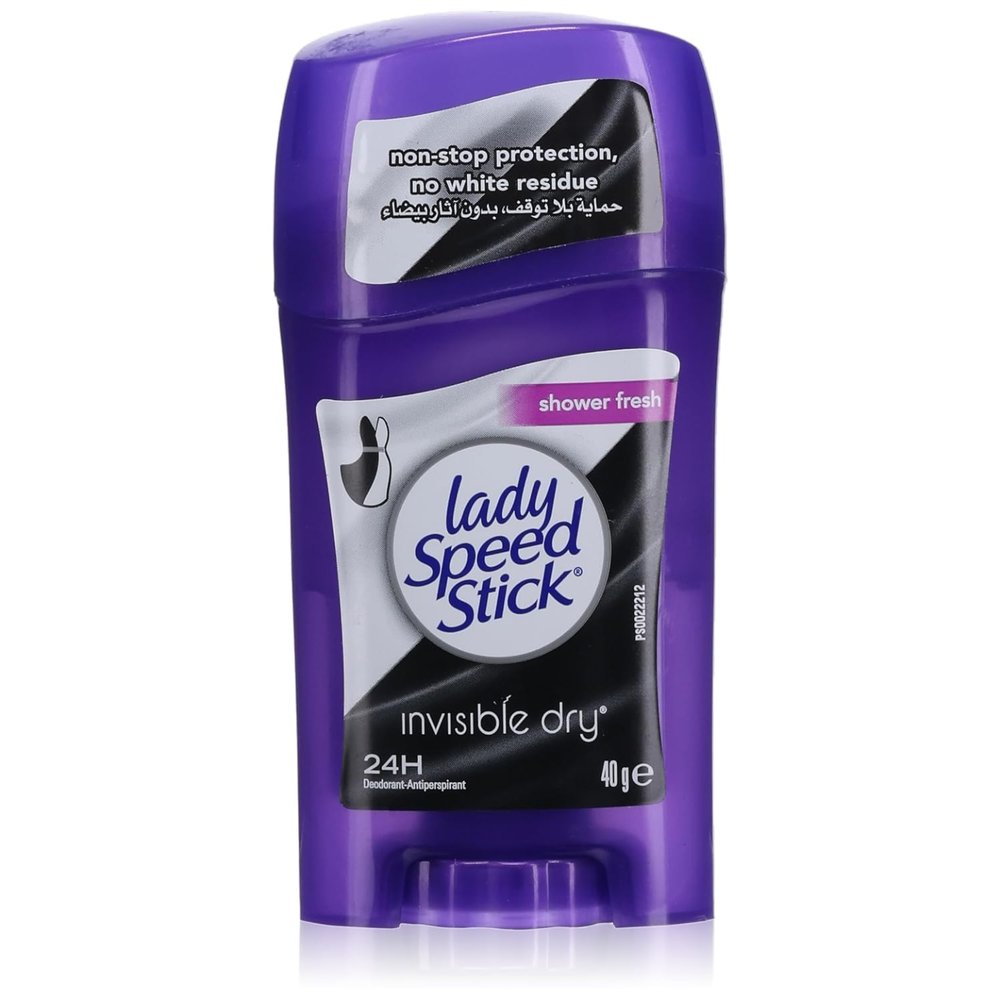 non-stop protection,
no white residue
حماية بلا توقف، بدون آثار بيضاء
shower fresh
lady
Speed
Stick®
invisible dry®
24H
Deodorant-Antiperspirant
40 g e
PS0022212